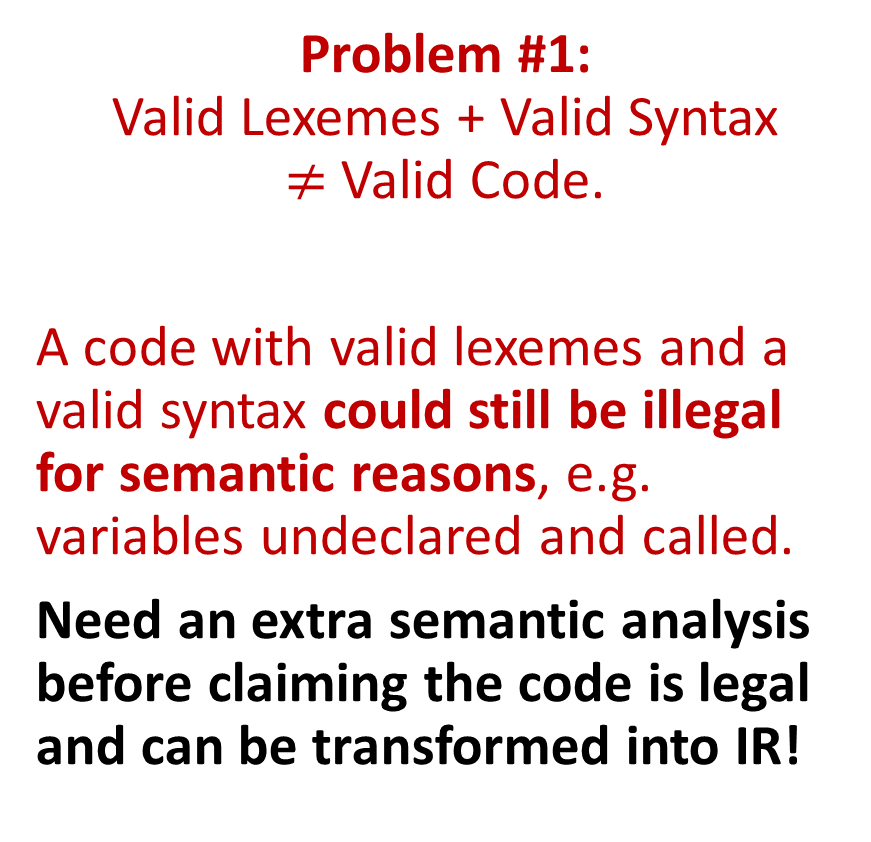 Problem #1:
Valid Lexemes + Valid Syntax
≠ Valid Code.
A code with valid lexemes and a
valid syntax could still be illegal
for semantic reasons, e.g.
variables undeclared and called.
Need an extra semantic analysis
before claiming the code is legal
and can be transformed into IR!